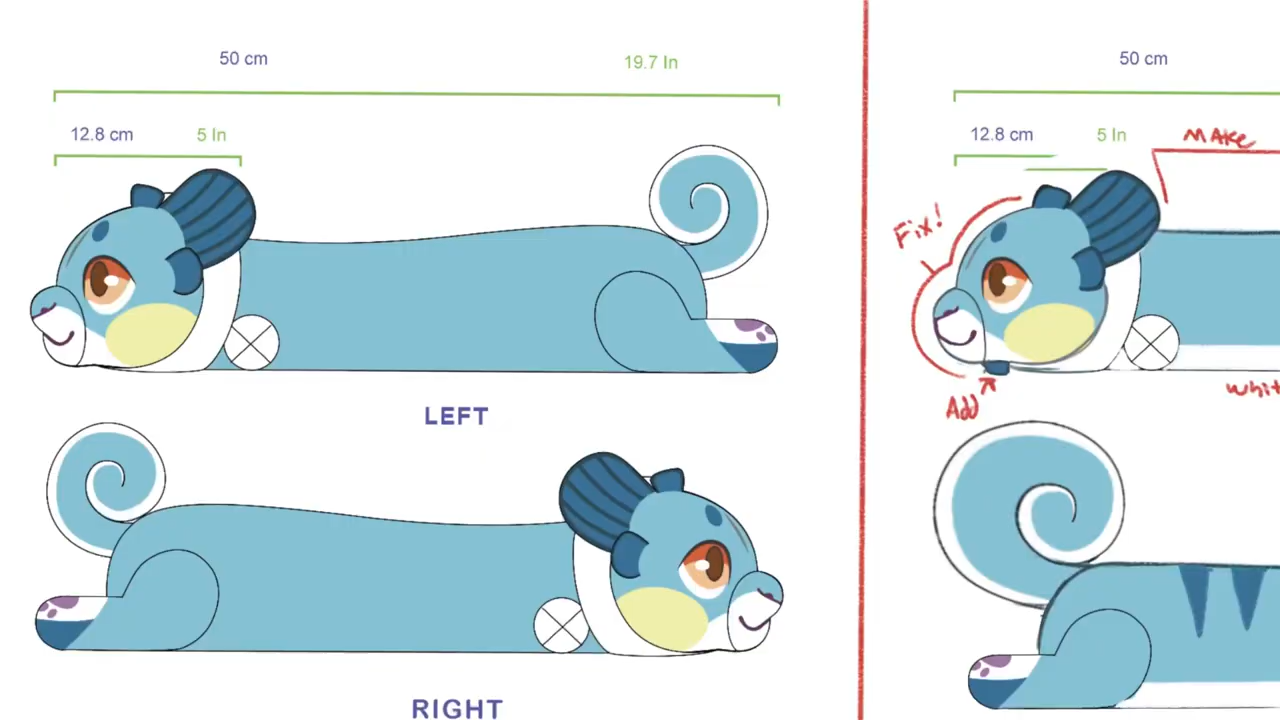 50 cm
19.7 In
12.8 cm
5 In
LEFT
RIGHT
50 cm
12.8 cm
5 In
MAKe
Fix!
Add
whit